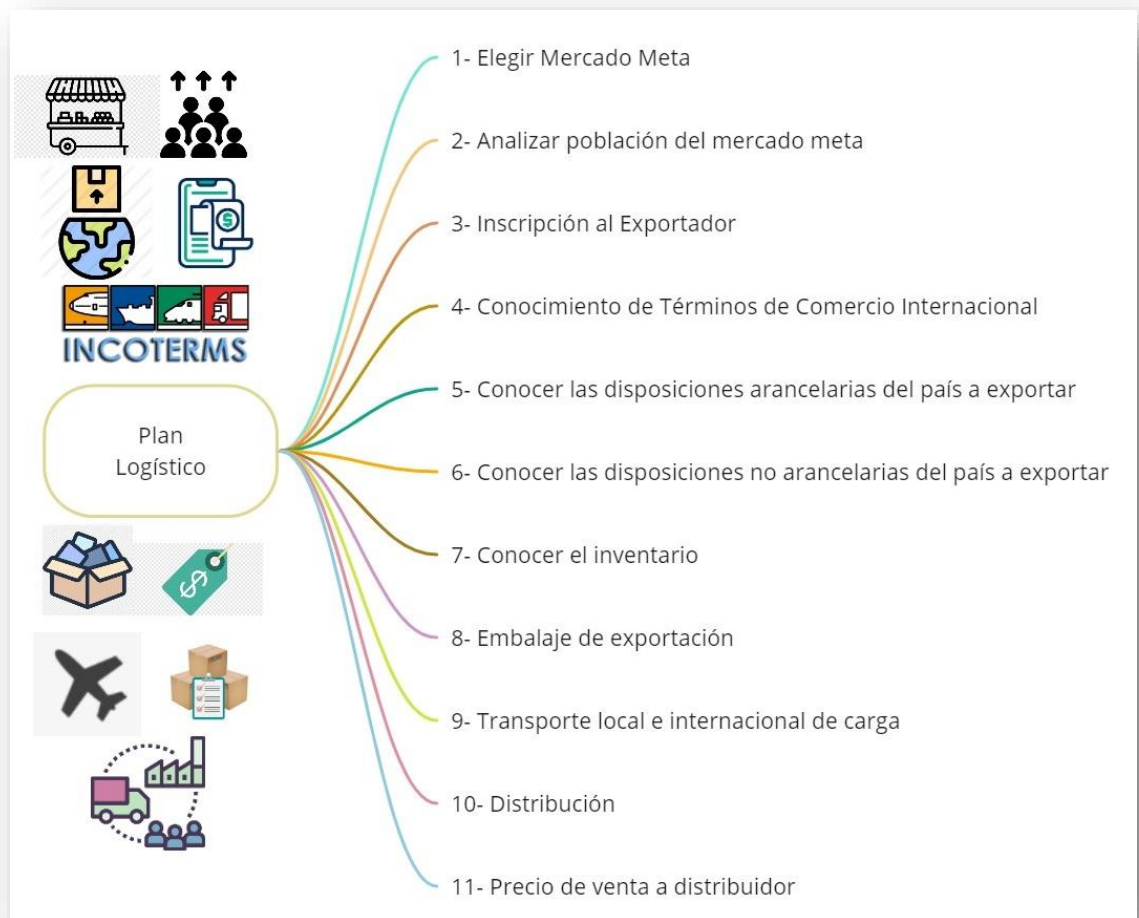 1- Elegir Mercado Meta
2- Analizar población del mercado meta
3- Inscripción al Exportador
4- Conocimiento de Términos de Comercio Internacional
INCOTERMS
5- Conocer las disposiciones arancelarias del país a exportar
Plan
Logístico
6- Conocer las disposiciones no arancelarias del país a exportar
7- Conocer el inventario
8- Embalaje de exportación
9- Transporte local e internacional de carga
10- Distribución
11- Precio de venta a distribuidor